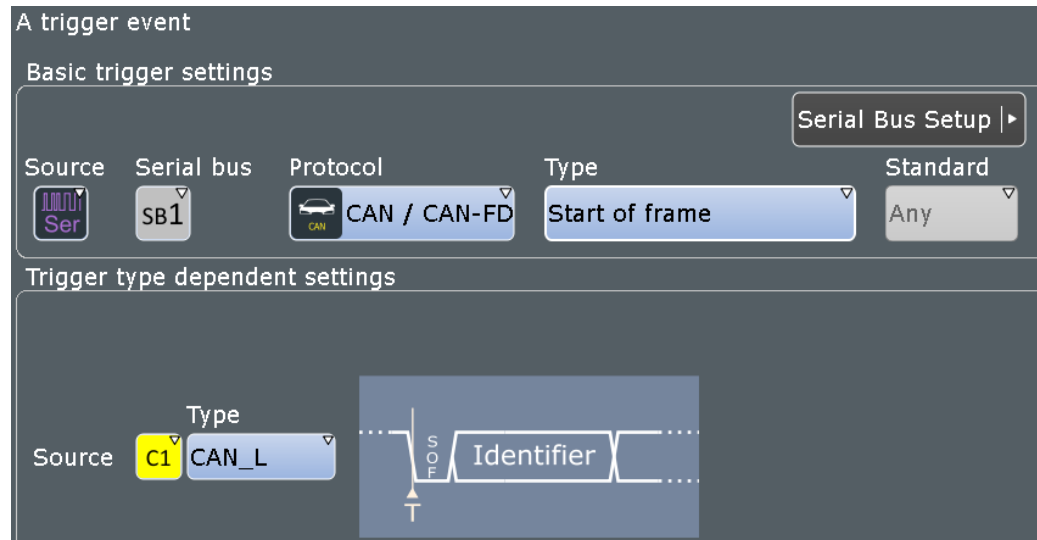 A trigger event
Basic trigger settings
Serial Bus Setup
Source Serial bus Protocol Type Standard
Ser SB1 CAN CAN / CAN-FD Start of frame Any
Trigger type dependent settings
Type
Source C1 CAN_L
SOF Identifier
T